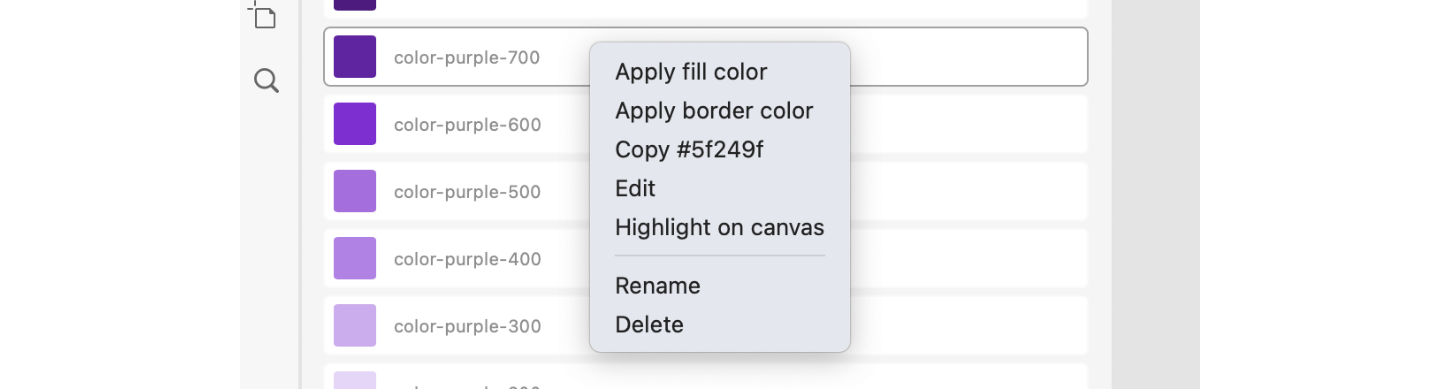 color-purple-700
Apply fill color
Apply border color
color-purple-600
Copy #5f249f
Edit
color-purple-500
Highlight on canvas
color-purple-400
Rename
color-purple-300
Delete